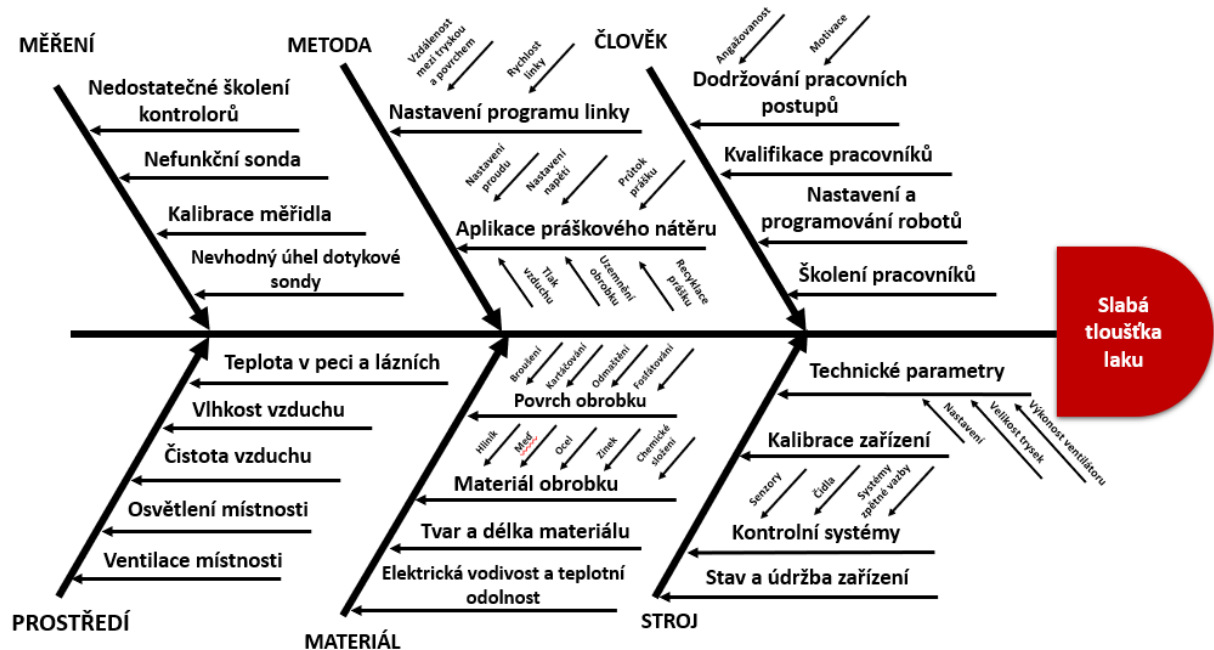 MĚŘENÍ
Nedostatečné školení
kontrolorů
Nefunkční sonda
Kalibrace měřidla
Nevhodný úhel dotykové
sondy
METODA
Vzdálenost
mezi tryskou
a povrchem
Rychlost
linky
Nastavení programu linky
Nastavení
proudu
Nastavení
napětí
Průtok
prášku
Aplikace práškového nátěru
Tlak
vzduchu
Uzemnění
obrobku
Recyklace
prášku
ČLOVĚK
Angažovanost
Motivace
Dodržování pracovních
postupů
Kvalifikace pracovníků
Nastavení a
programování robotů
Školení pracovníků
Slabá
tloušťka
laku
Teplota v peci a lázních
Vlhkost vzduchu
Čistota vzduchu
Osvětlení místnosti
Ventilace místnosti
PROSTŘEDÍ
Broušení
Kartáčování
Odmaštění
Fosfátování
Povrch obrobku
Hliník
Meď
Ocel
Zinek
Chemické
složení
Materiál obrobku
Tvar a délka materiálu
Elektrická vodivost a teplotní
odolnost
MATERIÁL
Technické parametry
Nastavení
Velikost trysek
Výkonost ventilátoru
Kalibrace zařízení
Senzory
Čidla
Systémy
zpětné vazby
Kontrolní systémy
Stav a údržba zařízení
STROJ